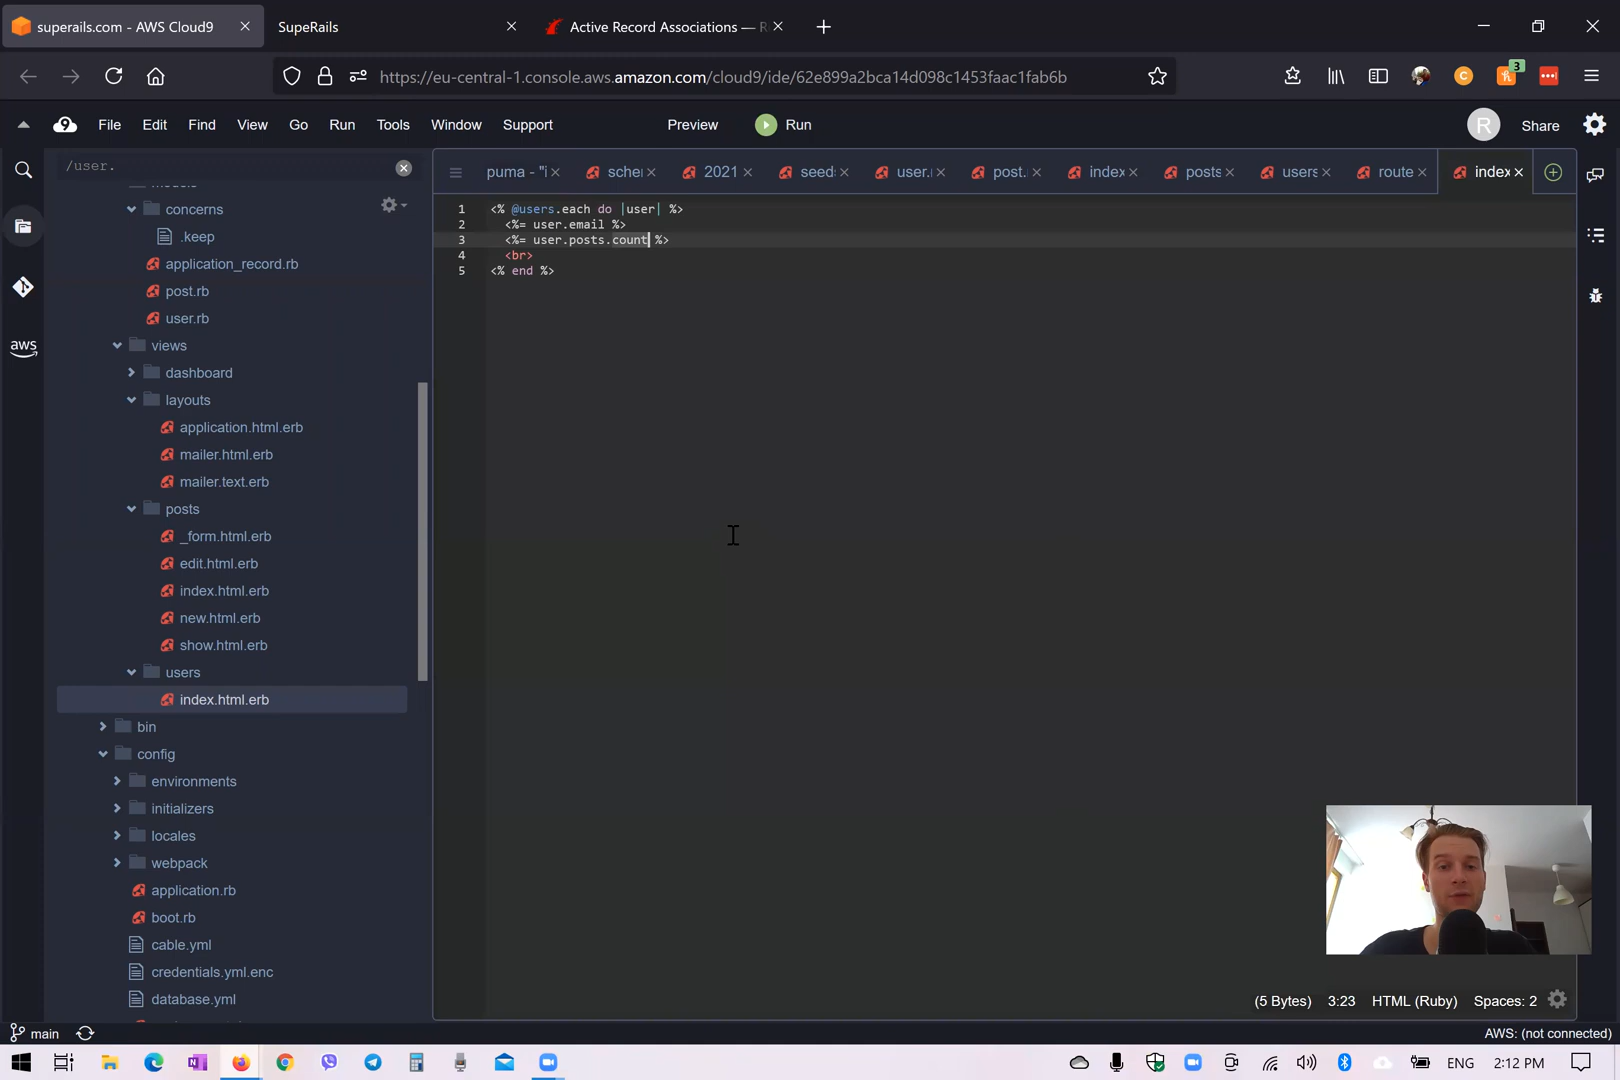 superails.com - AWS Cloud9
SupeRails
Active Record Associations — R
https://eu-central-1.console.aws.amazon.com/cloud9/ide/62e899a2bca14d098c1453faac1fab6b
C
3
9
File Edit Find View Go Run Tools Window Support
Preview
Run
R
Share
/user.
puma - "i
sche
2021
seed
user.
post.
index
posts
users
route
index
aws
models
concerns
.keep
application_record.rb
post.rb
user.rb
views
dashboard
layouts
application.html.erb
mailer.html.erb
mailer.text.erb
posts
_form.html.erb
edit.html.erb
index.html.erb
new.html.erb
show.html.erb
users
index.html.erb
bin
config
environments
initializers
locales
webpack
application.rb
boot.rb
cable.yml
credentials.yml.enc
database.yml
1 <% @users.each do |user| %>
2 <%= user.email %>
3 <%= user.posts.count %>
4 <br>
5 <% end %>
(5 Bytes) 3:23 HTML (Ruby) Spaces: 2
main
AWS: (not connected)
ENG 2:12 PM